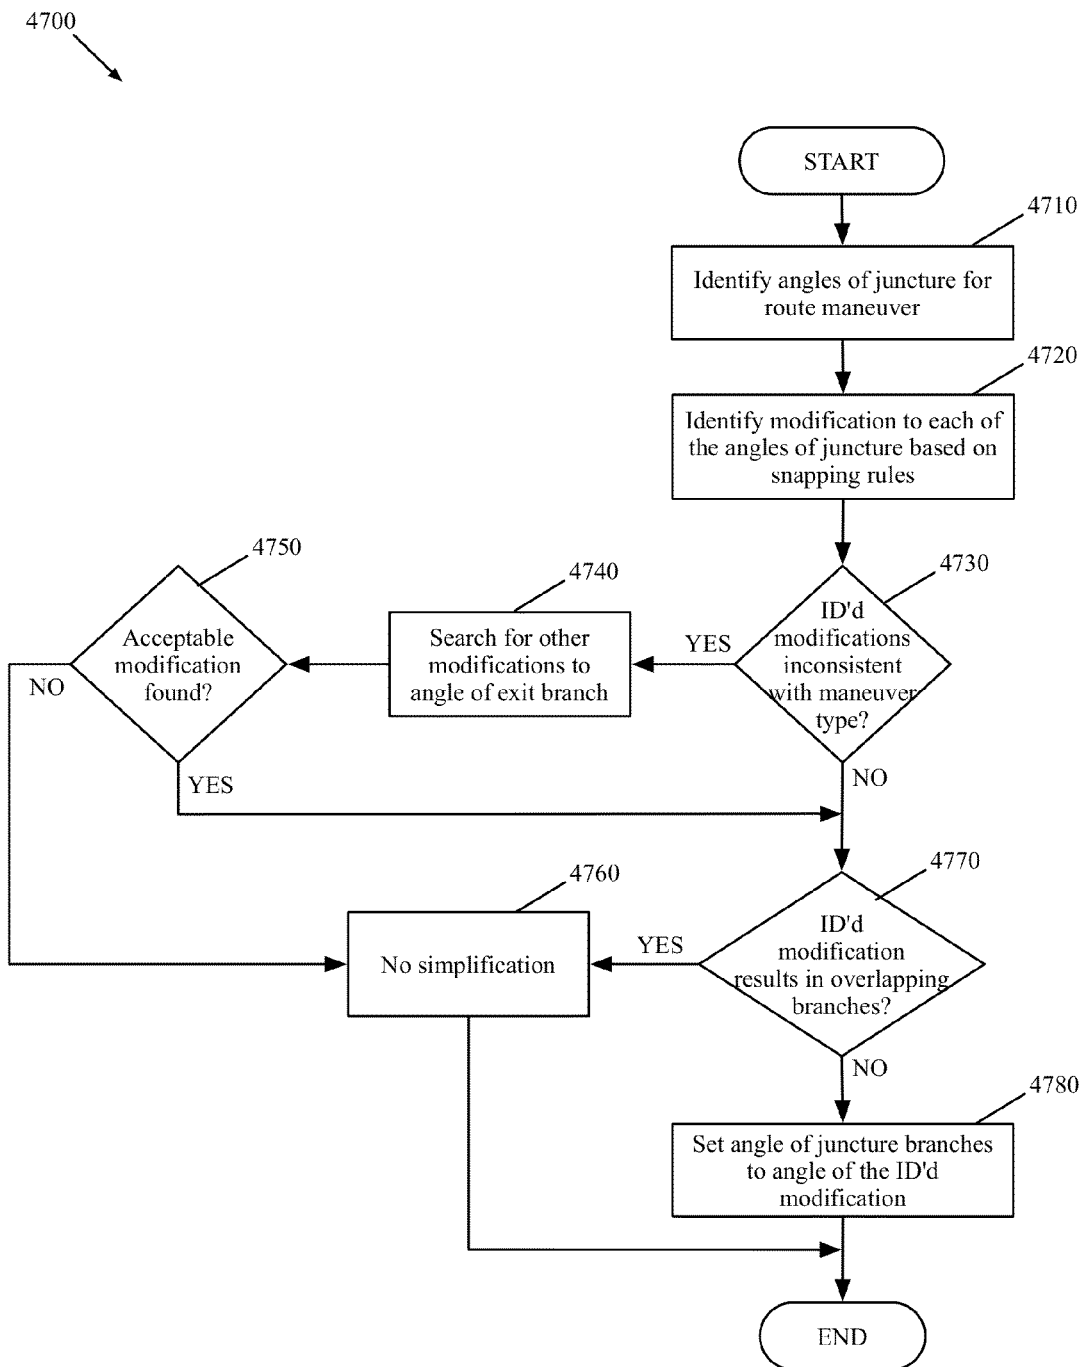 4700
START
4710
Identify angles of juncture for
route maneuver
4720
Identify modification to each of
the angles of juncture based on
snapping rules
4730
ID'd
modifications
inconsistent
with maneuver
type?
YES
NO
4740
Search for other
modifications to
angle of exit branch
4750
Acceptable
modification
found?
NO
YES
4760
No simplification
4770
ID'd
modification
results in overlapping
branches?
YES
NO
4780
Set angle of juncture branches
to angle of the ID'd
modification
END